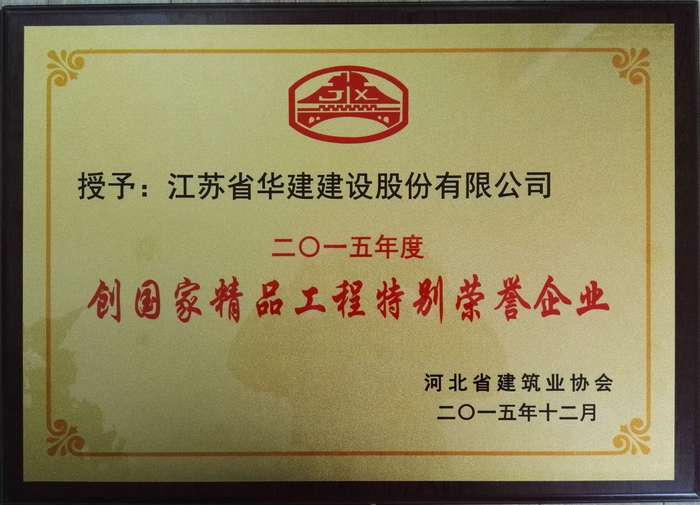 JX
授予：江苏省华建建设股份有限公司
二〇一五年度
创国家精品工程特别荣誉企业
河北省建筑业协会
二〇一五年十二月